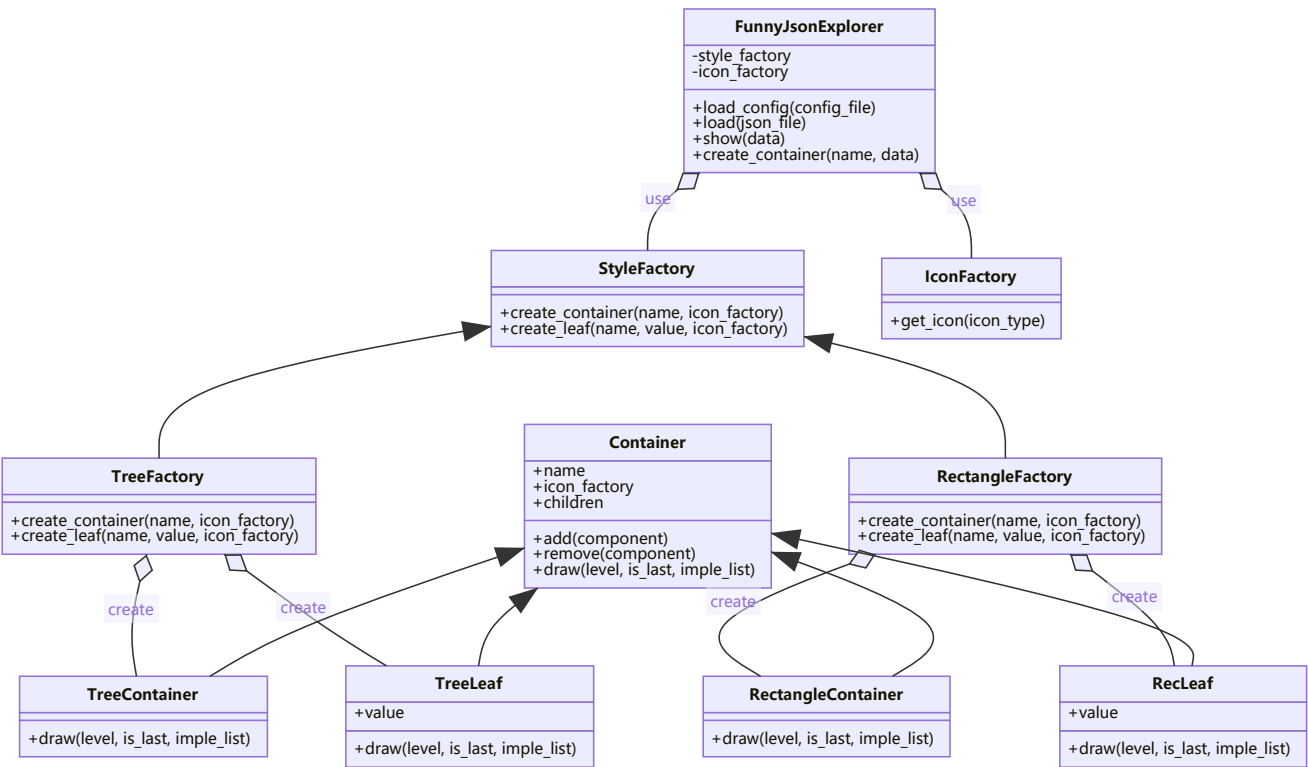 FunnyJsonExplorer
-style_factory
-icon_factory
+load_config(config_file)
+load(json_file)
+show(data)
+create_container(name, data)
use
use
StyleFactory
+create_container(name, icon_factory)
+create_leaf(name, value, icon_factory)
IconFactory
+get_icon(icon_type)
TreeFactory
+create_container(name, icon_factory)
+create_leaf(name, value, icon_factory)
Container
+name
+icon_factory
+children
+add(component)
+remove(component)
+draw(level, is_last, imple_list)
RectangleFactory
+create_container(name, icon_factory)
+create_leaf(name, value, icon_factory)
create
create
create
create
TreeContainer
+draw(level, is_last, imple_list)
TreeLeaf
+value
+draw(level, is_last, imple_list)
RectangleContainer
+draw(level, is_last, imple_list)
RecLeaf
+value
+draw(level, is_last, imple_list)